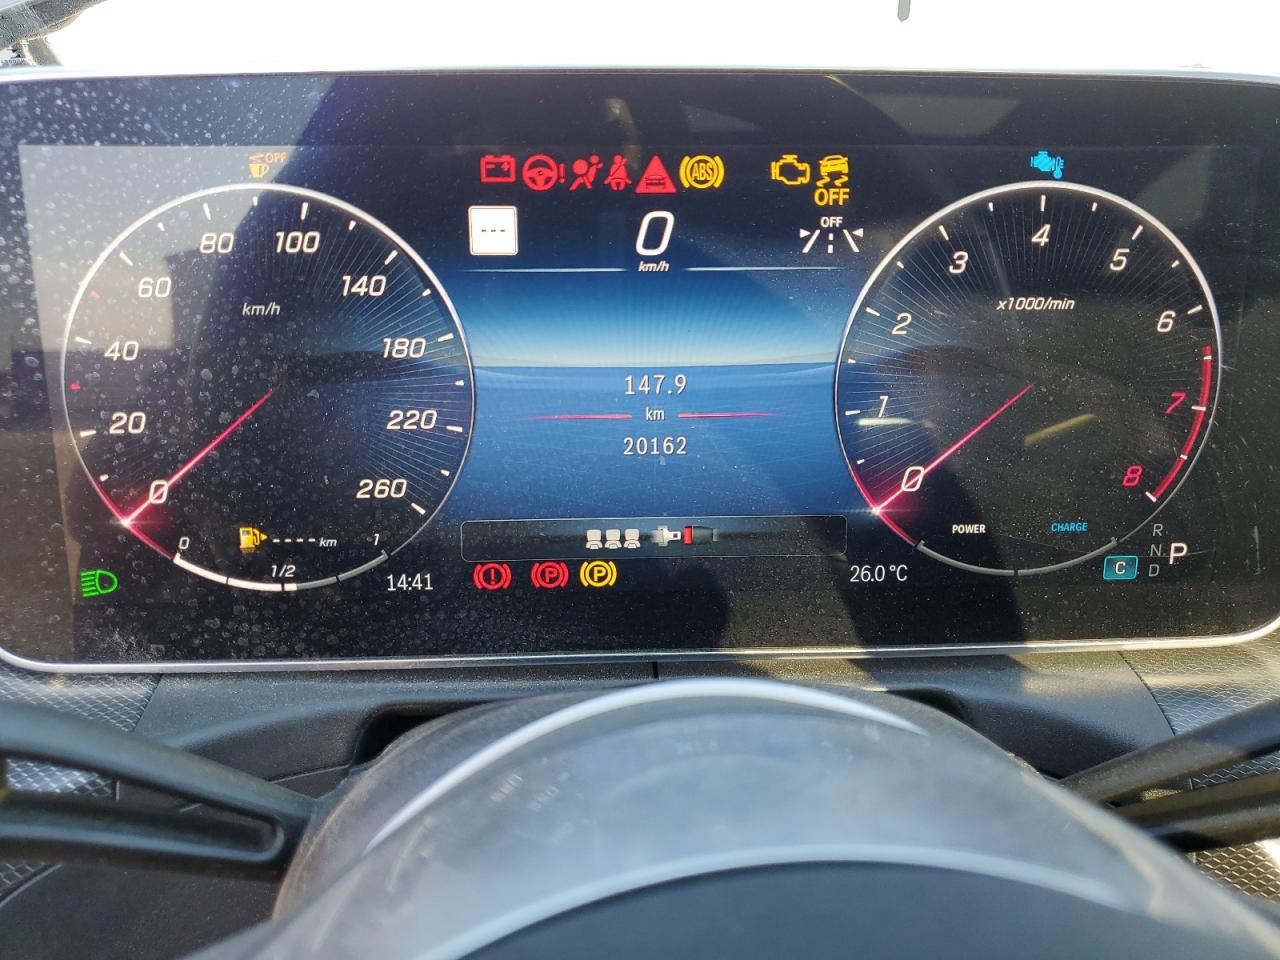 OFF
ABS
OFF
---
0
km/h
OFF
0
20
40
60
80
100
140
180
220
260
km/h
147.9
km
20162
0
1
2
3
4
5
6
7
8
x1000/min
0
1/2
1
---- km
14:41
P
P
26.0 °C
POWER
CHARGE
C
R
N
D
P